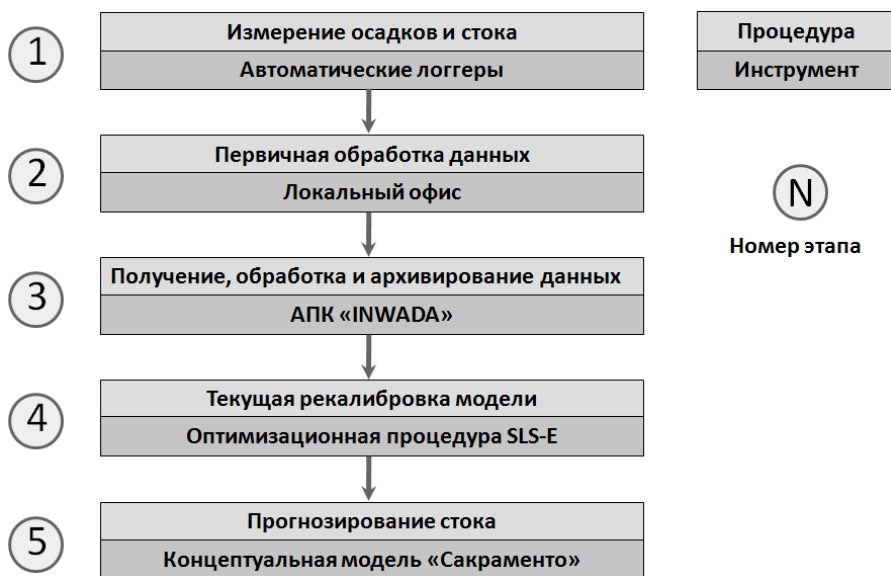 1
Измерение осадков и стока
Автоматические логгеры
2
Первичная обработка данных
Локальный офис
3
Получение, обработка и архивирование данных
АПК «INWADA»
4
Текущая рекалибровка модели
Оптимизационная процедура SLS-E
5
Прогнозирование стока
Концептуальная модель «Сакраменто»
Процедура
Инструмент
N
Номер этапа